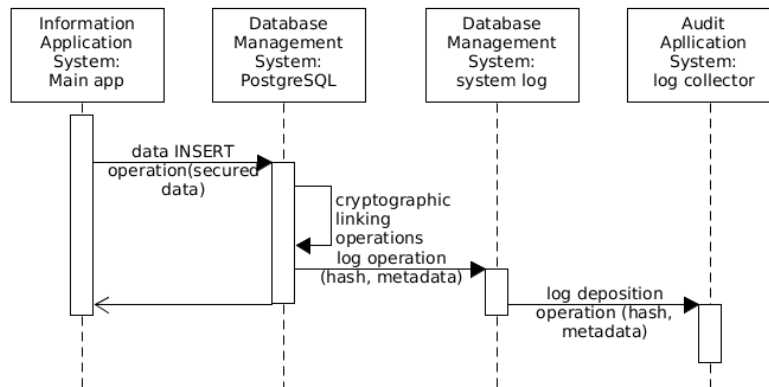 Information
Application
System:
Main app
Database
Management
System:
PostgreSQL
Database
Management
System:
system log
Audit
Apllication
System:
log collector
data INSERT
operation(secured
data)
cryptographic
linking
operations
log operation
(hash, metadata)
log deposition
operation (hash,
metadata)